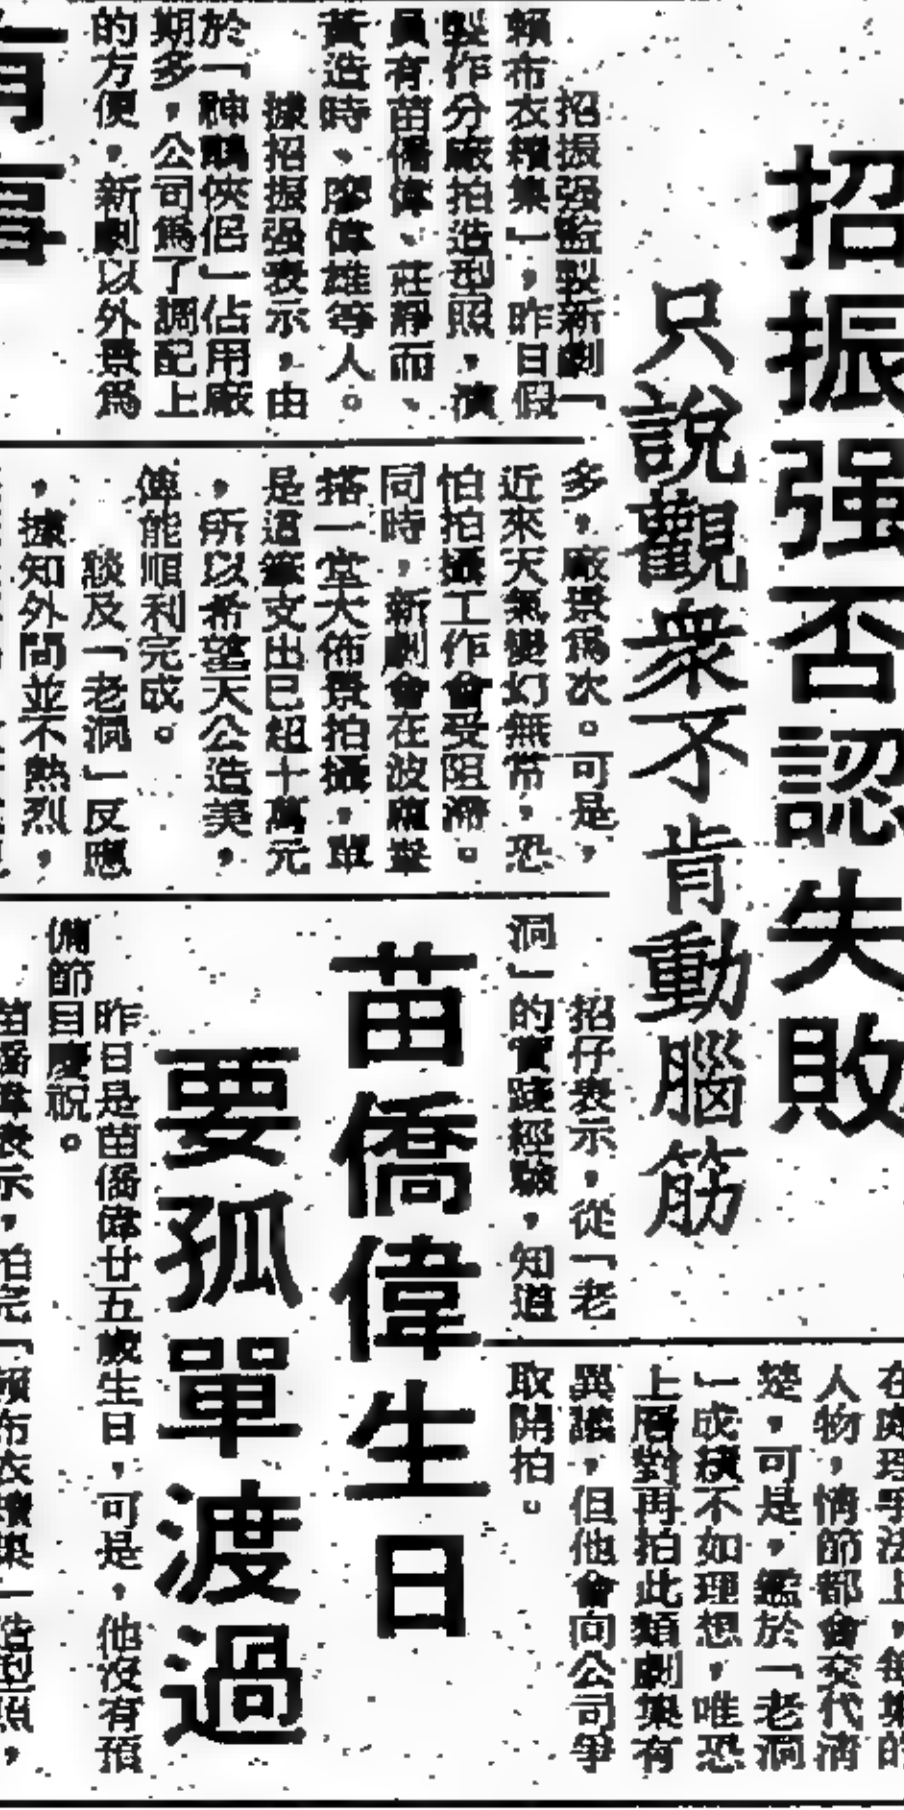 招振强否認失敗
只說觀衆不肯動腦筋
招振强監製新劇「
賴布衣續集」，昨日假
製作分廠拍造型照，演
員有苗僑偉、莊靜而、
黃造時、廖偉雄等人。
據招振强表示，由
於「神鵰俠侶」佔用廠
期多，公司爲了調配上
的方便，新劇以外景爲
多，廠景爲次。可是，
近來天氣變幻無常，恐
怕拍攝工作會受阻滯。
同時，新劇會在波羅輋
搭一堂大佈景拍攝，單
是這筆支出已超十萬元
，所以希望天公造美，
俾能順利完成。
談及「老洞」反應
，據知外間並不熱烈，
招仔表示，從「老
洞」的實踐經驗，知道
在處理手法上，每集的
人物，情節都會交代淸
楚，可是，鑑於「老洞
」成績不如理想，唯恐
上層對再拍此類劇集有
異議，但他會向公司爭
取開拍。
苗僑偉生日
要孤單渡過
昨日是苗僑偉廿五歲生日，可是，他沒有預
備節目慶祝。
苗僑偉表示，拍完「賴布衣續集」造型照，